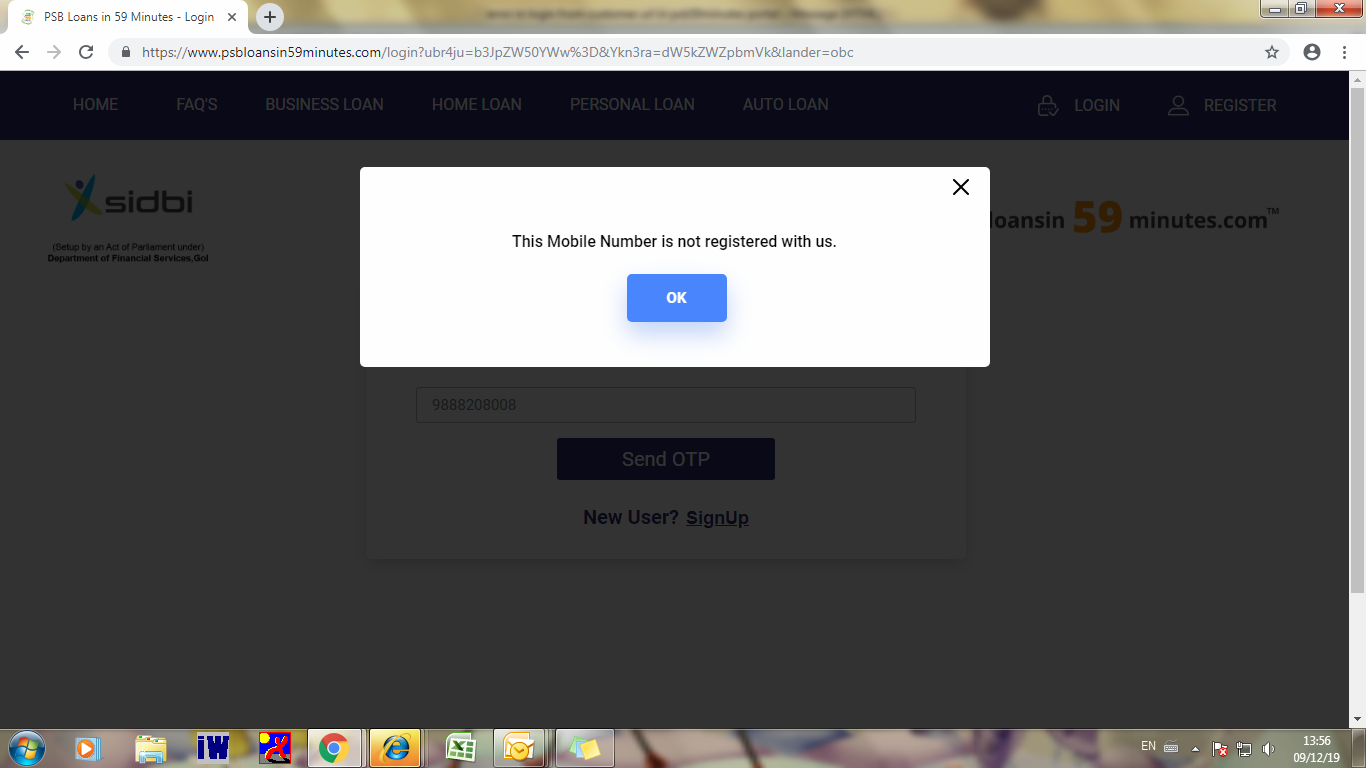 PSB Loans in 59 Minutes - Login
https://www.psbloansin59minutes.com/login?ubr4ju=b3JpZW50YWw%3D&Ykn3ra=dW5kZWZpbmVk&lander=obc
HOME FAQ'S BUSINESS LOAN HOME LOAN PERSONAL LOAN AUTO LOAN LOGIN REGISTER
sidbi
(Setup by an Act of Parliament under)
Department of Financial Services,GoI
loansin 59 minutes.com™
This Mobile Number is not registered with us.
OK
9888208008
Send OTP
New User? SignUp
iW
EN
13:56
09/12/19